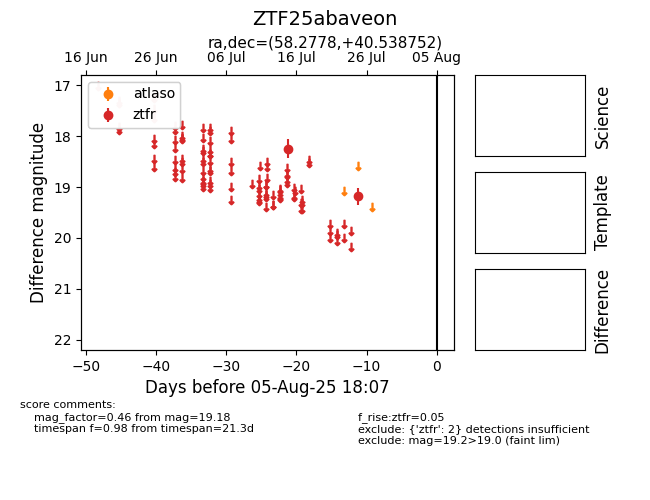 ZTF25abaveon
ra,dec=(58.2778,+40.538752)
16 Jun 26 Jun 06 Jul 16 Jul 26 Jul 05 Aug
atlaso
ztfr
17
18
19
20
21
22
Difference magnitude
−50 −40 −30 −20 −10 0
Days before 05-Aug-25 18:07
Science
Template
Difference
score comments:
mag_factor=0.46 from mag=19.18
timespan f=0.98 from timespan=21.3d
f_rise:ztfr=0.05
exclude: {'ztfr': 2} detections insufficient
exclude: mag=19.2>19.0 (faint lim)